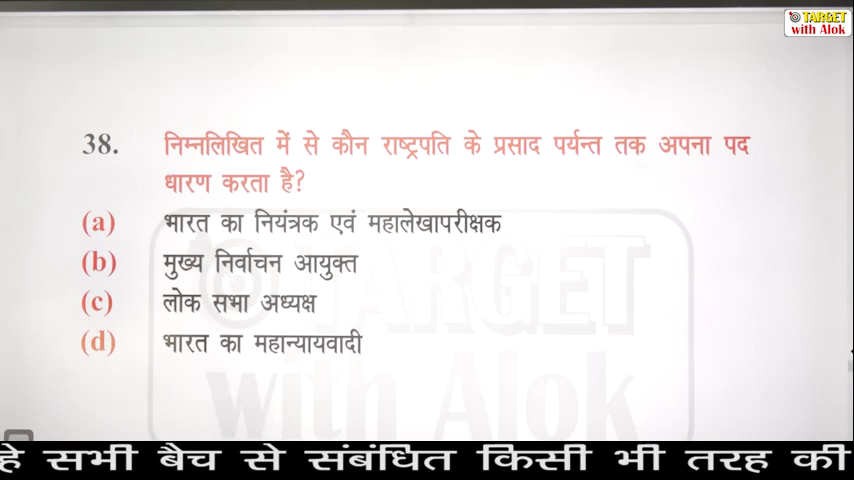 TARGET
with Alok
38. निम्नलिखित में से कौन राष्ट्रपति के प्रसाद पर्यन्त तक अपना पद
धारण करता है?
(a) भारत का नियंत्रक एवं महालेखापरीक्षक
(b) मुख्य निर्वाचन आयुक्त
(c) लोक सभा अध्यक्ष
(d) भारत का महान्यायवादी
TARGET
with Alok
हे सभी बैच से संबंधित किसी भी तरह की